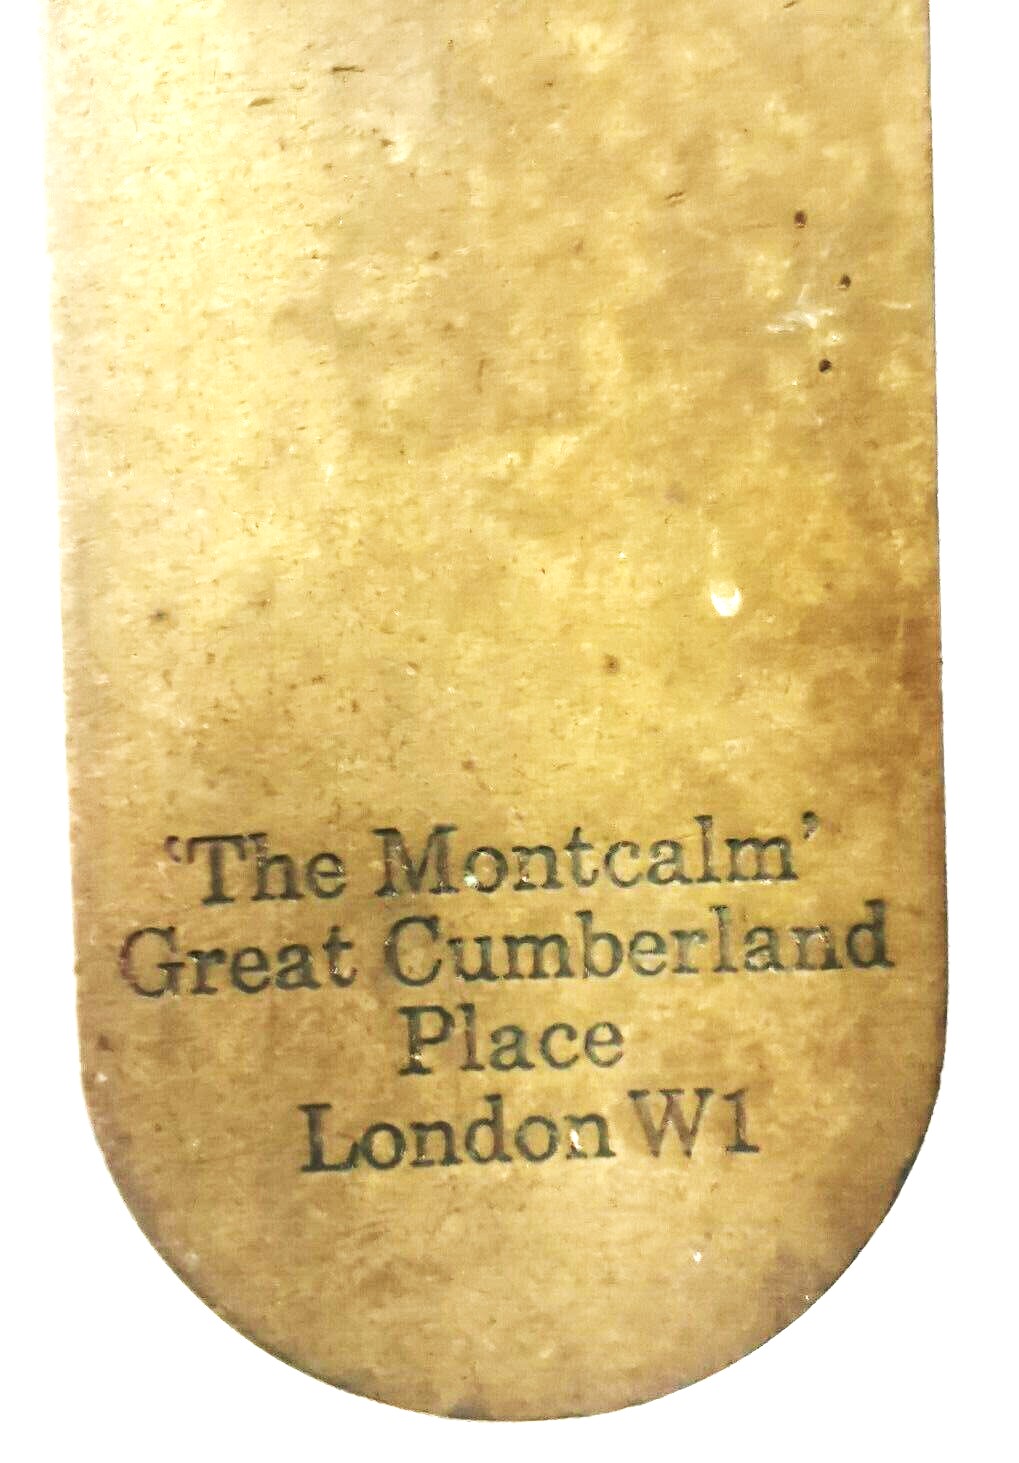 ‘The Montcalm’
Great Cumberland
Place
London W1